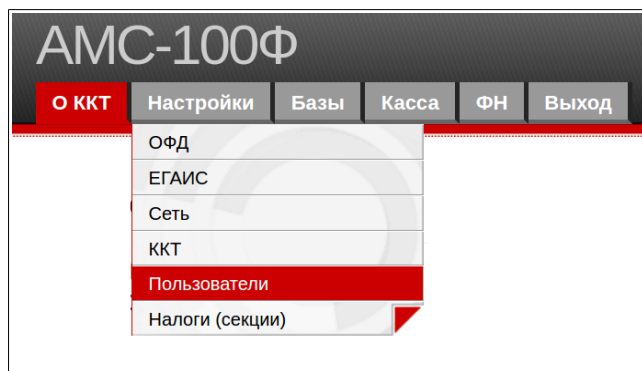 АМС-100Ф
О ККТ Настройки Базы Касса ФН Выход
ОФД
ЕГАИС
Сеть
ККТ
Пользователи
Налоги (секции)